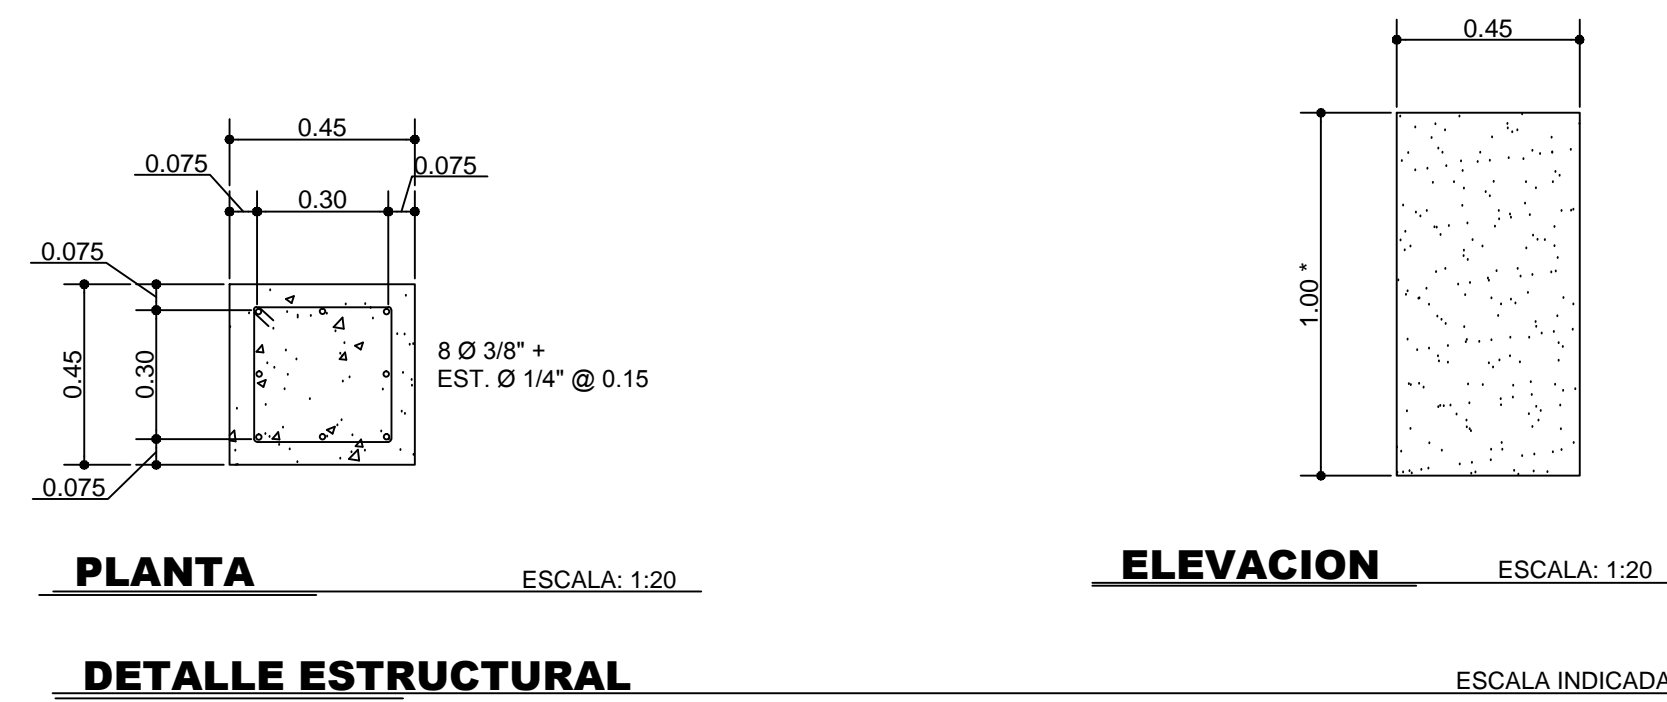 0.45
0.075
0.075
0.30
0.075
0.45
0.30
0.075
8 Ø 3/8" +
EST. Ø 1/4" @ 0.15
PLANTA
ESCALA: 1:20
0.45
1.00 *
ELEVACION
ESCALA: 1:20
DETALLE ESTRUCTURAL
ESCALA INDICADA